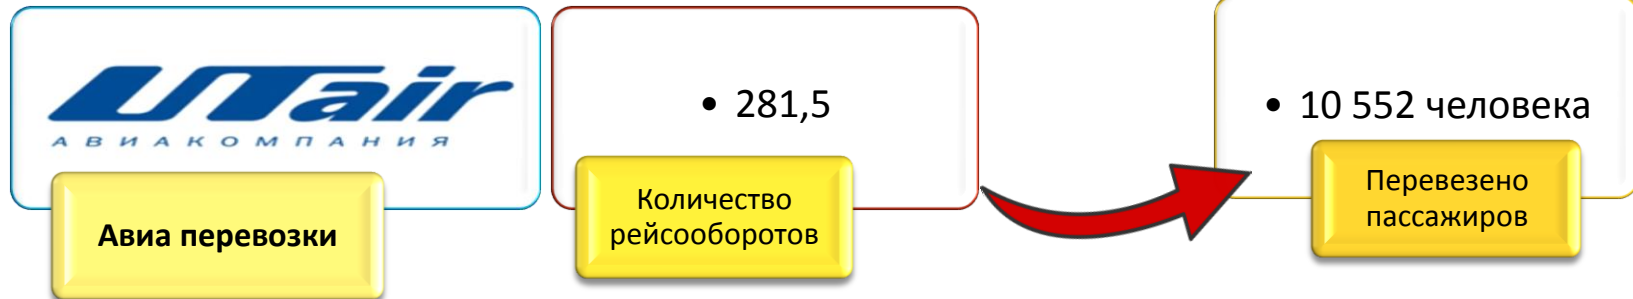 UTair
АВИАКОМПАНИЯ
Авиа перевозки
• 281,5
Количество
рейсооборотов
• 10 552 человека
Перевезено
пассажиров